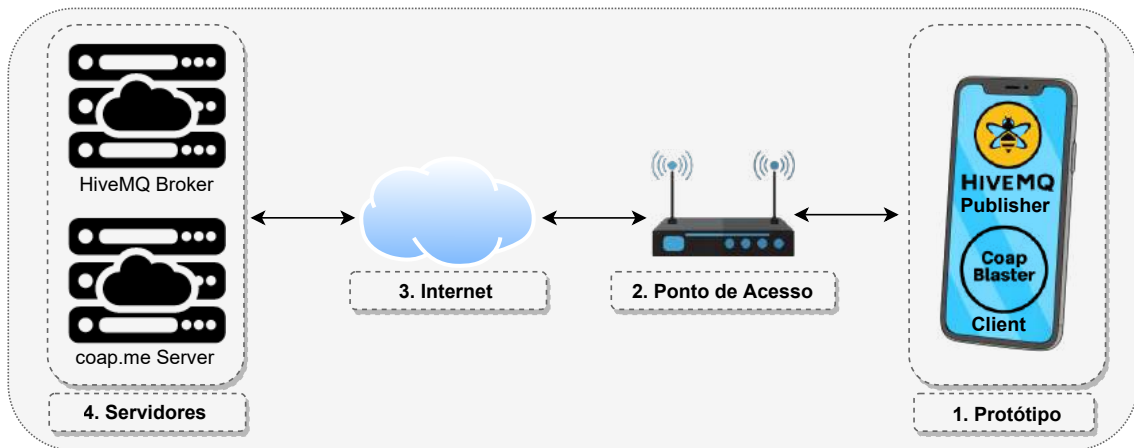 HiveMQ Broker
coap.me Server
4. Servidores
3. Internet
2. Ponto de Acesso
HIVEMQ
Publisher
Coap
Blaster
Client
1. Protótipo